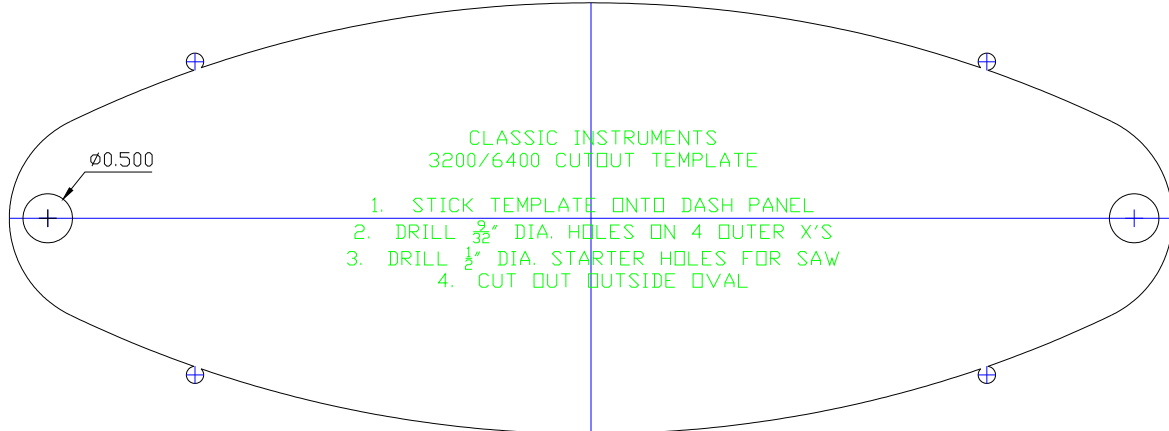 CLASSIC INSTRUMENTS
3200/6400 CUTOUT TEMPLATE
Ø0.500
1. STICK TEMPLATE ONTO DASH PANEL
2. DRILL 9/32" DIA. HOLES ON 4 OUTER X'S
3. DRILL 1/2" DIA. STARTER HOLES FOR SAW
4. CUT OUT OUTSIDE OVAL